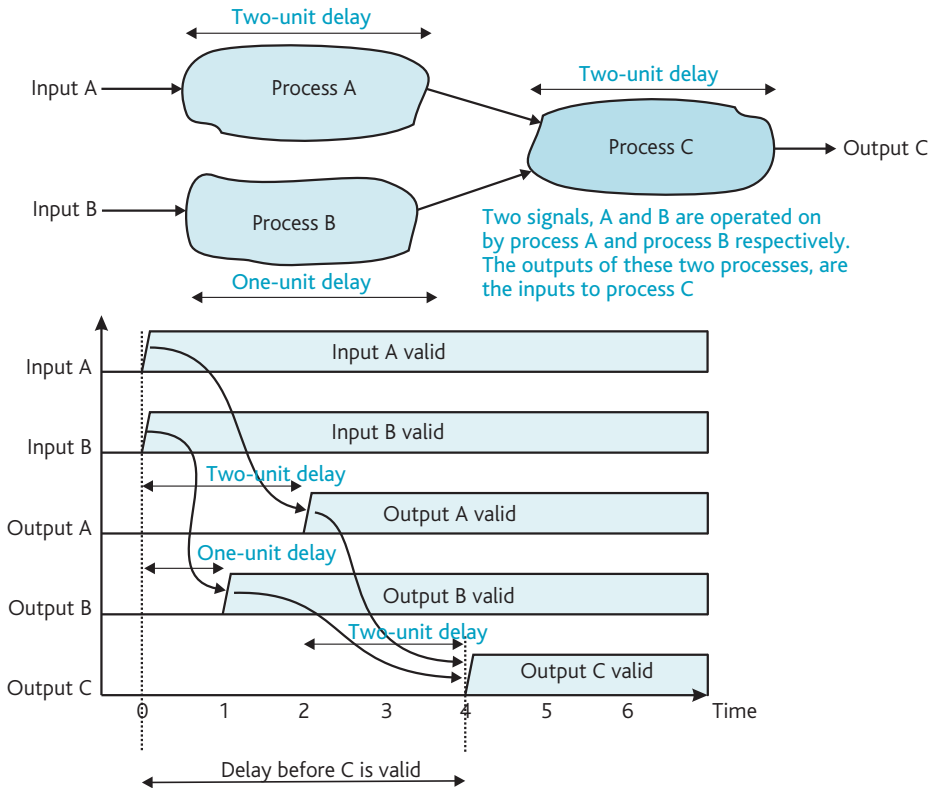 Two-unit delay
Input A
Process A
Two-unit delay
Process C
Output C
Input B
Process B
Two signals, A and B are operated on
by process A and process B respectively.
The outputs of these two processes, are
the inputs to process C
One-unit delay
Input A valid
Input A
Input B valid
Input B
Two-unit delay
Output A valid
Output A
One-unit delay
Output B valid
Output B
Two-unit delay
Output C valid
Output C
0 1 2 3 4 5 6 Time
Delay before C is valid